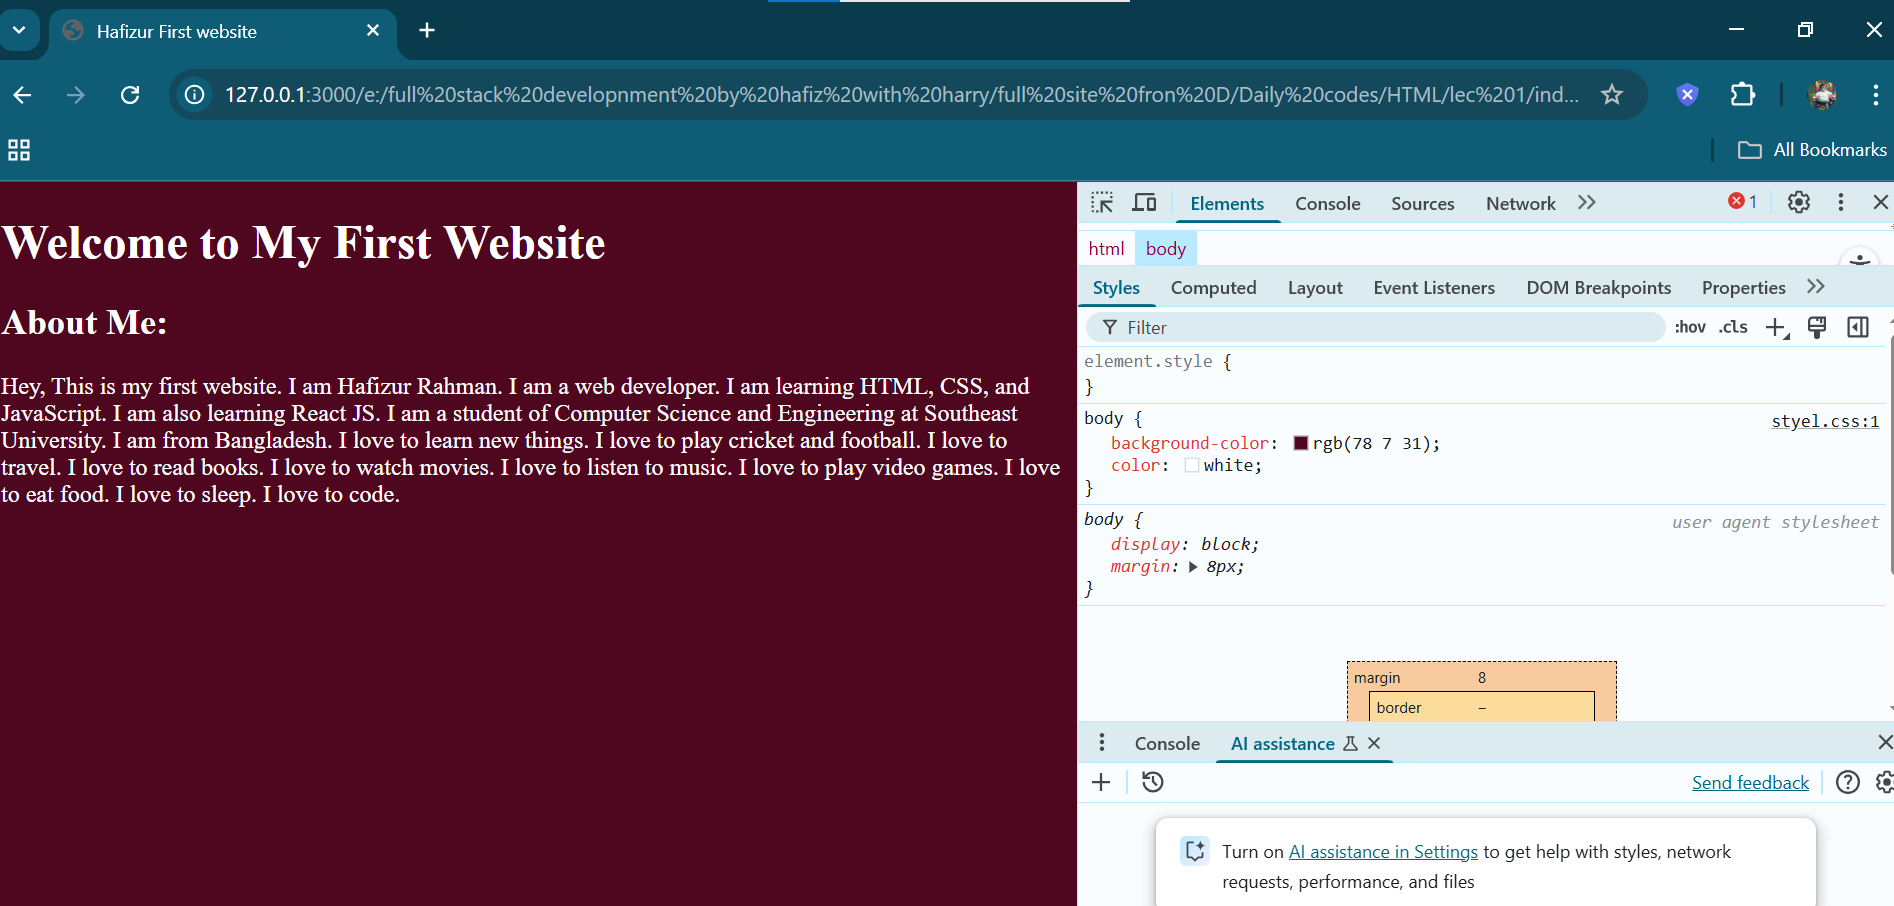 Hafizur First website
127.0.0.1:3000/e:/full%20stack%20developnment%20by%20hafiz%20with%20harry/full%20site%20fron%20D/Daily%20codes/HTML/lec%201/ind...
All Bookmarks
Welcome to My First Website
About Me:
Hey, This is my first website. I am Hafizur Rahman. I am a web developer. I am learning HTML, CSS, and
JavaScript. I am also learning React JS. I am a student of Computer Science and Engineering at Southeast
University. I am from Bangladesh. I love to learn new things. I love to play cricket and football. I love to
travel. I love to read books. I love to watch movies. I love to listen to music. I love to play video games. I love
to eat food. I love to sleep. I love to code.
Elements Console Sources Network 1
html body
Styles Computed Layout Event Listeners DOM Breakpoints Properties
Filter :hov .cls
element.style {
}
body { styel.css:1
background-color: rgb(78 7 31);
color: white;
}
body { user agent stylesheet
display: block;
margin: 8px;
}
margin 8
border –
Console AI assistance
Send feedback
Turn on AI assistance in Settings to get help with styles, network
requests, performance, and files